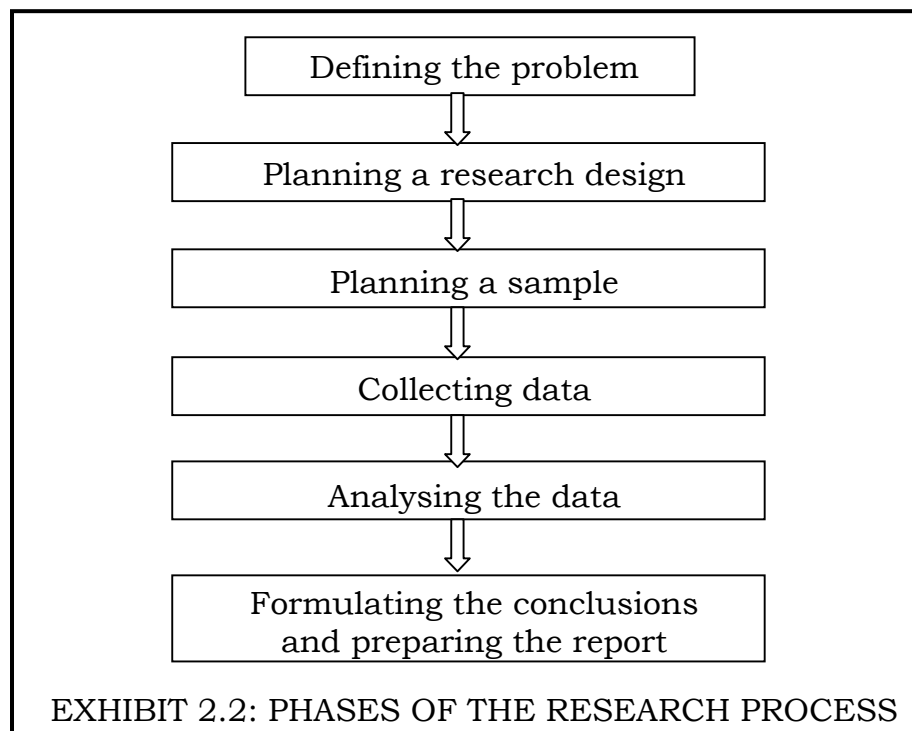 Defining the problem
Planning a research design
Planning a sample
Collecting data
Analysing the data
Formulating the conclusions
and preparing the report
EXHIBIT 2.2: PHASES OF THE RESEARCH PROCESS